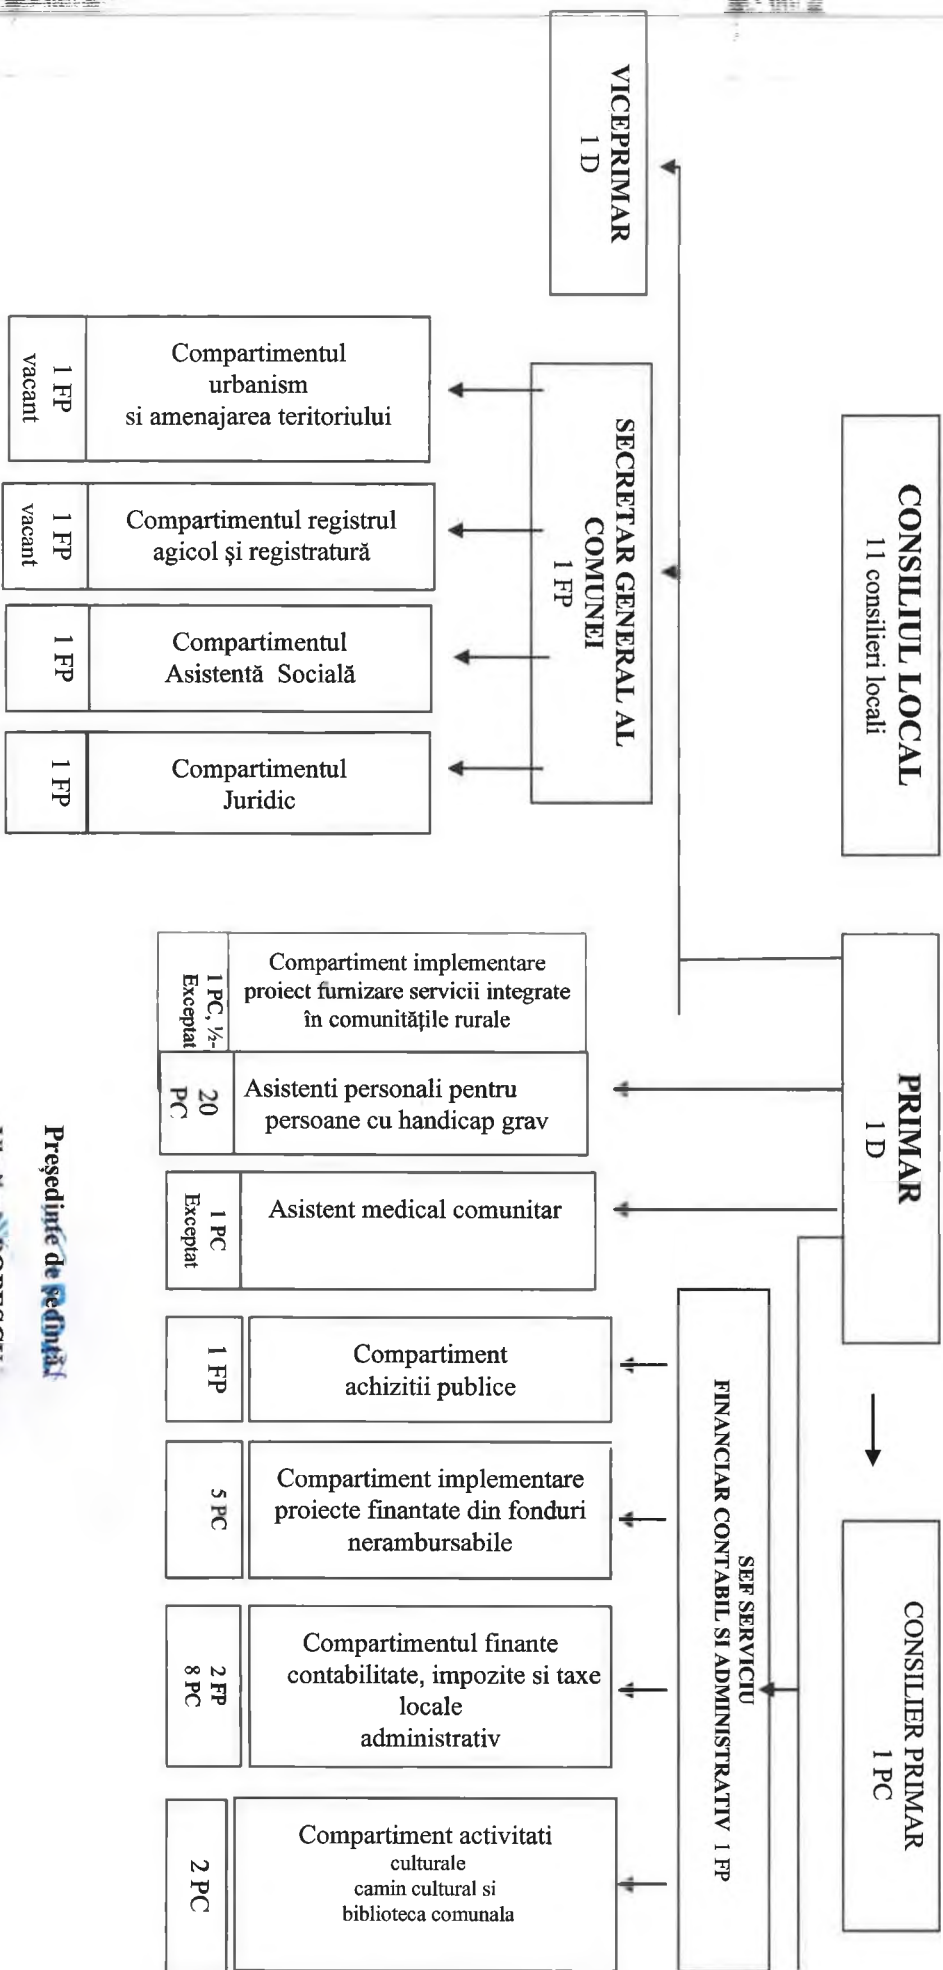 CONSILIUL LOCAL
11 consilieri locali
PRIMAR
1 D
CONSILIER PRIMAR
1 PC
VICEPRIMAR
1 D
SECRETAR GENERAL AL
COMUNEI
1 FP
SEF SERVICIU
FINANCIAR CONTABIL SI ADMINISTRATIV 1 FP
Compartimentul
urbanism
si amenajarea teritoriului
1 FP
vacant
Compartimentul registrul
agicol și registratură
1 FP
vacant
Compartimentul
Asistentă Socială
1 FP
Compartimentul
Juridic
1 FP
Compartiment implementare
proiect furnizare servicii integrate
în comunitățile rurale
1 PC, ½-
Exceptat
Asistenti personali pentru
persoane cu handicap grav
20
PC
Asistent medical comunitar
1 PC
Exceptat
Compartiment
achizitii publice
1 FP
Compartiment implementare
proiecte finantate din fonduri
nerambursabile
5 PC
Compartimentul finante
contabilitate, impozite si taxe
locale
administrativ
2 FP
8 PC
Compartiment activitati
culturale
camin cultural si
biblioteca comunala
2 PC
Președinte de ședință,